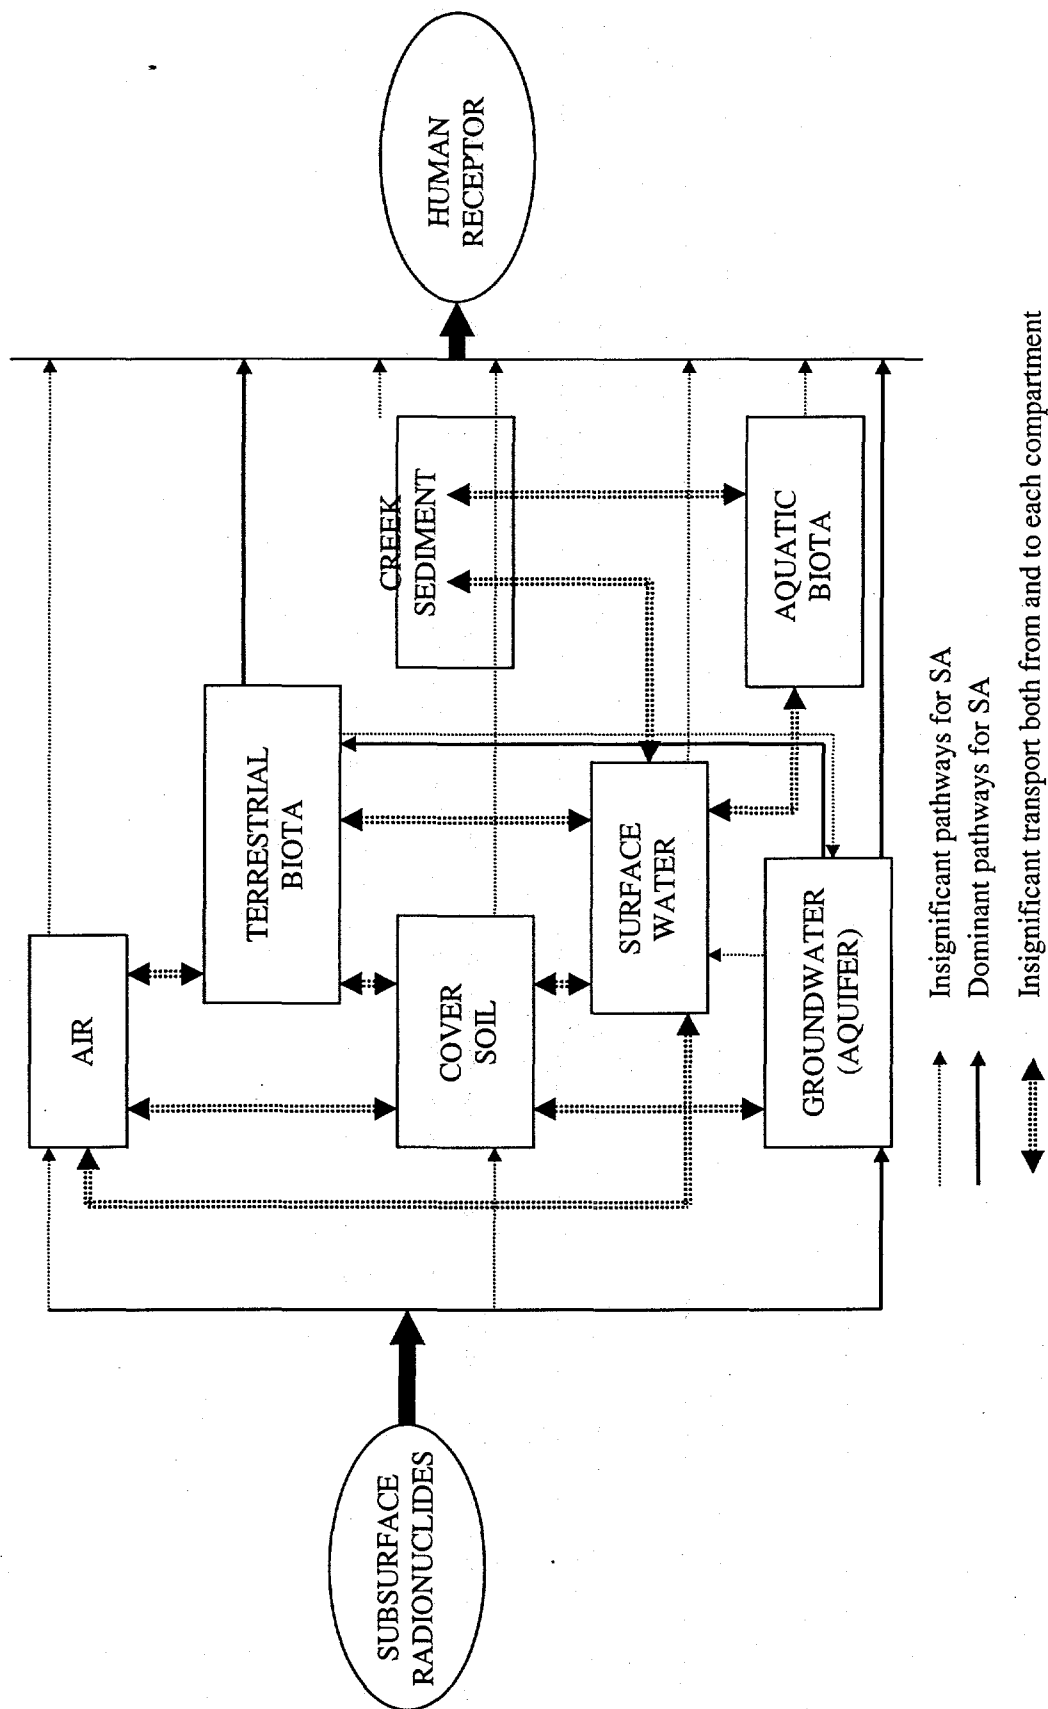 SUBSURFACE
RADIONUCLIDES
AIR
TERRESTRIAL
BIOTA
COVER
SOIL
CREEK
SEDIMENT
SURFACE
WATER
AQUATIC
BIOTA
GROUNDWATER
(AQUIFER)
HUMAN
RECEPTOR
Insignificant pathways for SA
Dominant pathways for SA
Insignificant transport both from and to each compartment